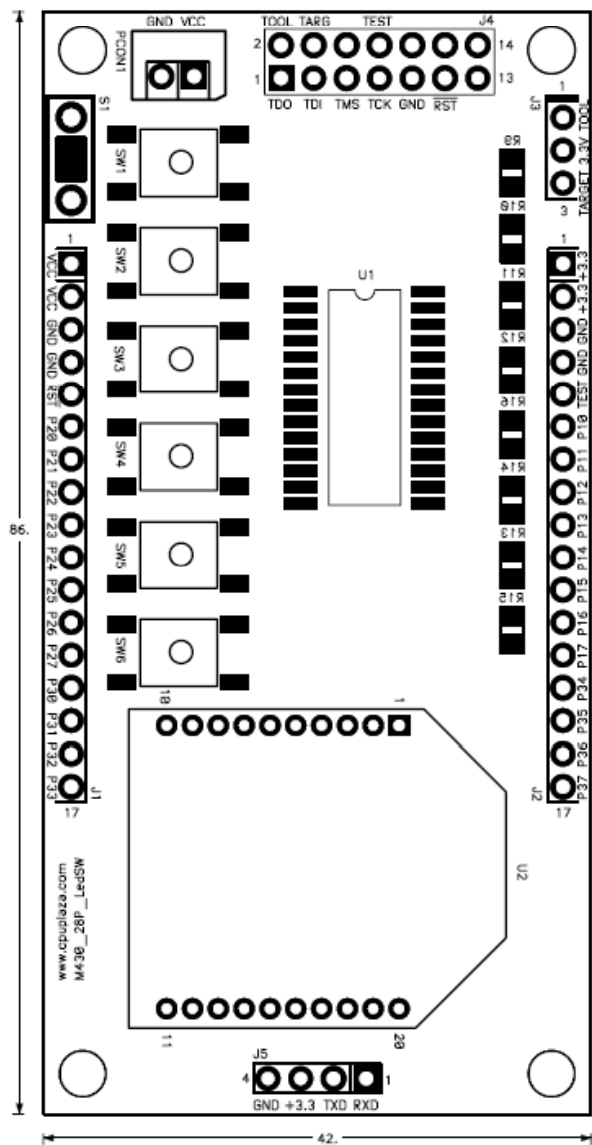 GND VCC
PCON1
TOOL TARG TEST J4
2 14
1 13
TDO TDI TMS TCK GND RST
S1
J3
1
TOOL
3.3V
TARGET
3
SW1
SW2
SW3
SW4
SW5
SW6
U1
R9
R10
R11
R12
R16
R14
R13
R15
1
VCC
VCC
GND
GND
RST
P20
P21
P22
P23
P24
P25
P26
P27
P30
P31
P32
P33
J1
17
1
+3.3
+3.3
GND
GND
TEST
P10
P11
P12
P13
P14
P15
P16
P17
P34
P35
P36
P37
J2
17
86.
10 1
U2
11 20
M430_28P_LedSW
www.cpuplpueza.com
J5
4 1
GND +3.3 TXD RXD
42.